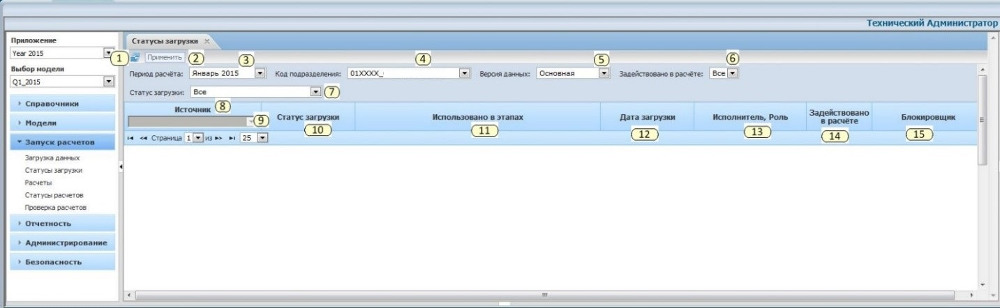 Технический Администратор
Приложение
Year 2015
Выбор модели
Q1_2015
Справочники
Модели
Запуск расчетов
Загрузка данных
Статусы загрузки
Расчеты
Статусы расчетов
Проверка расчетов
Отчетность
Администрирование
Безопасность
Статусы загрузки ×
1 Применить 2
3 4 5 6
Период расчёта: Январь 2015 Код подразделения: 01XXXX_ Версия данных: Основная Задействовано в расчёте: Все
Статус загрузки: Все 7
Источник 8 9
Статус загрузки 10
Использовано в этапах 11
Дата загрузки 12
Исполнитель, Роль 13
Задействовано
в расчёте
14
Блокировщик 15
Страница 1 из 25